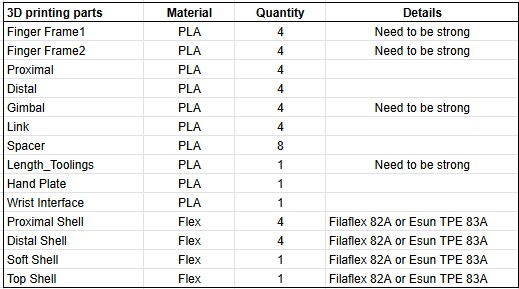 3D printing parts Material Quantity Details
Finger Frame1 PLA 4 Need to be strong
Finger Frame2 PLA 4 Need to be strong
Proximal PLA 4
Distal PLA 4
Gimbal PLA 4 Need to be strong
Link PLA 4
Spacer PLA 8
Length_Toolings PLA 1 Need to be strong
Hand Plate PLA 1
Wrist Interface PLA 1
Proximal Shell Flex 4 Filaflex 82A or Esun TPE 83A
Distal Shell Flex 4 Filaflex 82A or Esun TPE 83A
Soft Shell Flex 1 Filaflex 82A or Esun TPE 83A
Top Shell Flex 1 Filaflex 82A or Esun TPE 83A